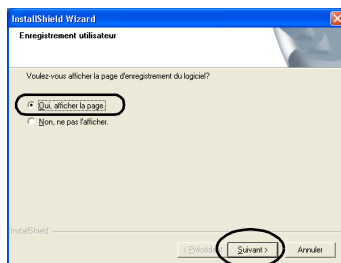 InstallShield Wizard
Enregistrement utilisateur
Voulez-vous afficher la page d'enregistrement du logiciel?
Oui, afficher la page.
Non, ne pas l'afficher.
InstallShield
< Précédent Suivant > Annuler